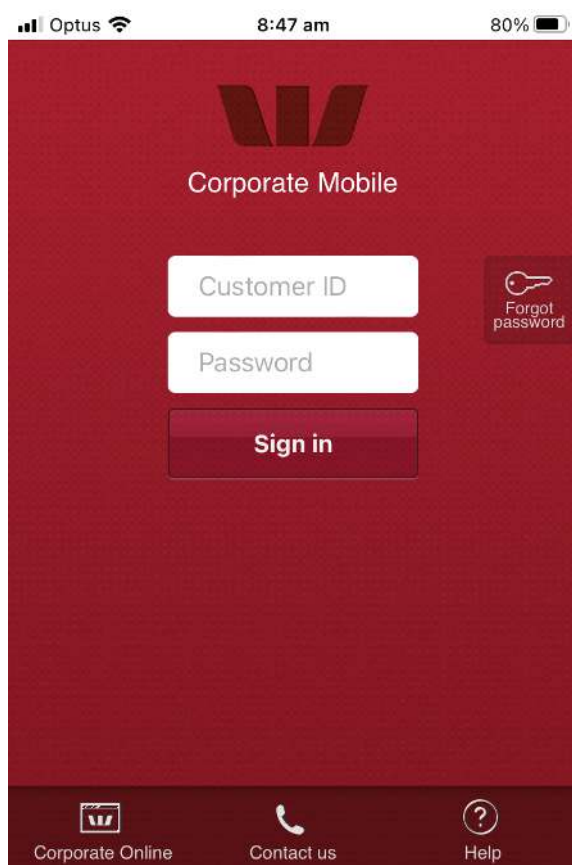 Optus 8:47 am 80%
Corporate Mobile
Customer ID
Forgot
password
Password
Sign in
Corporate Online Contact us Help